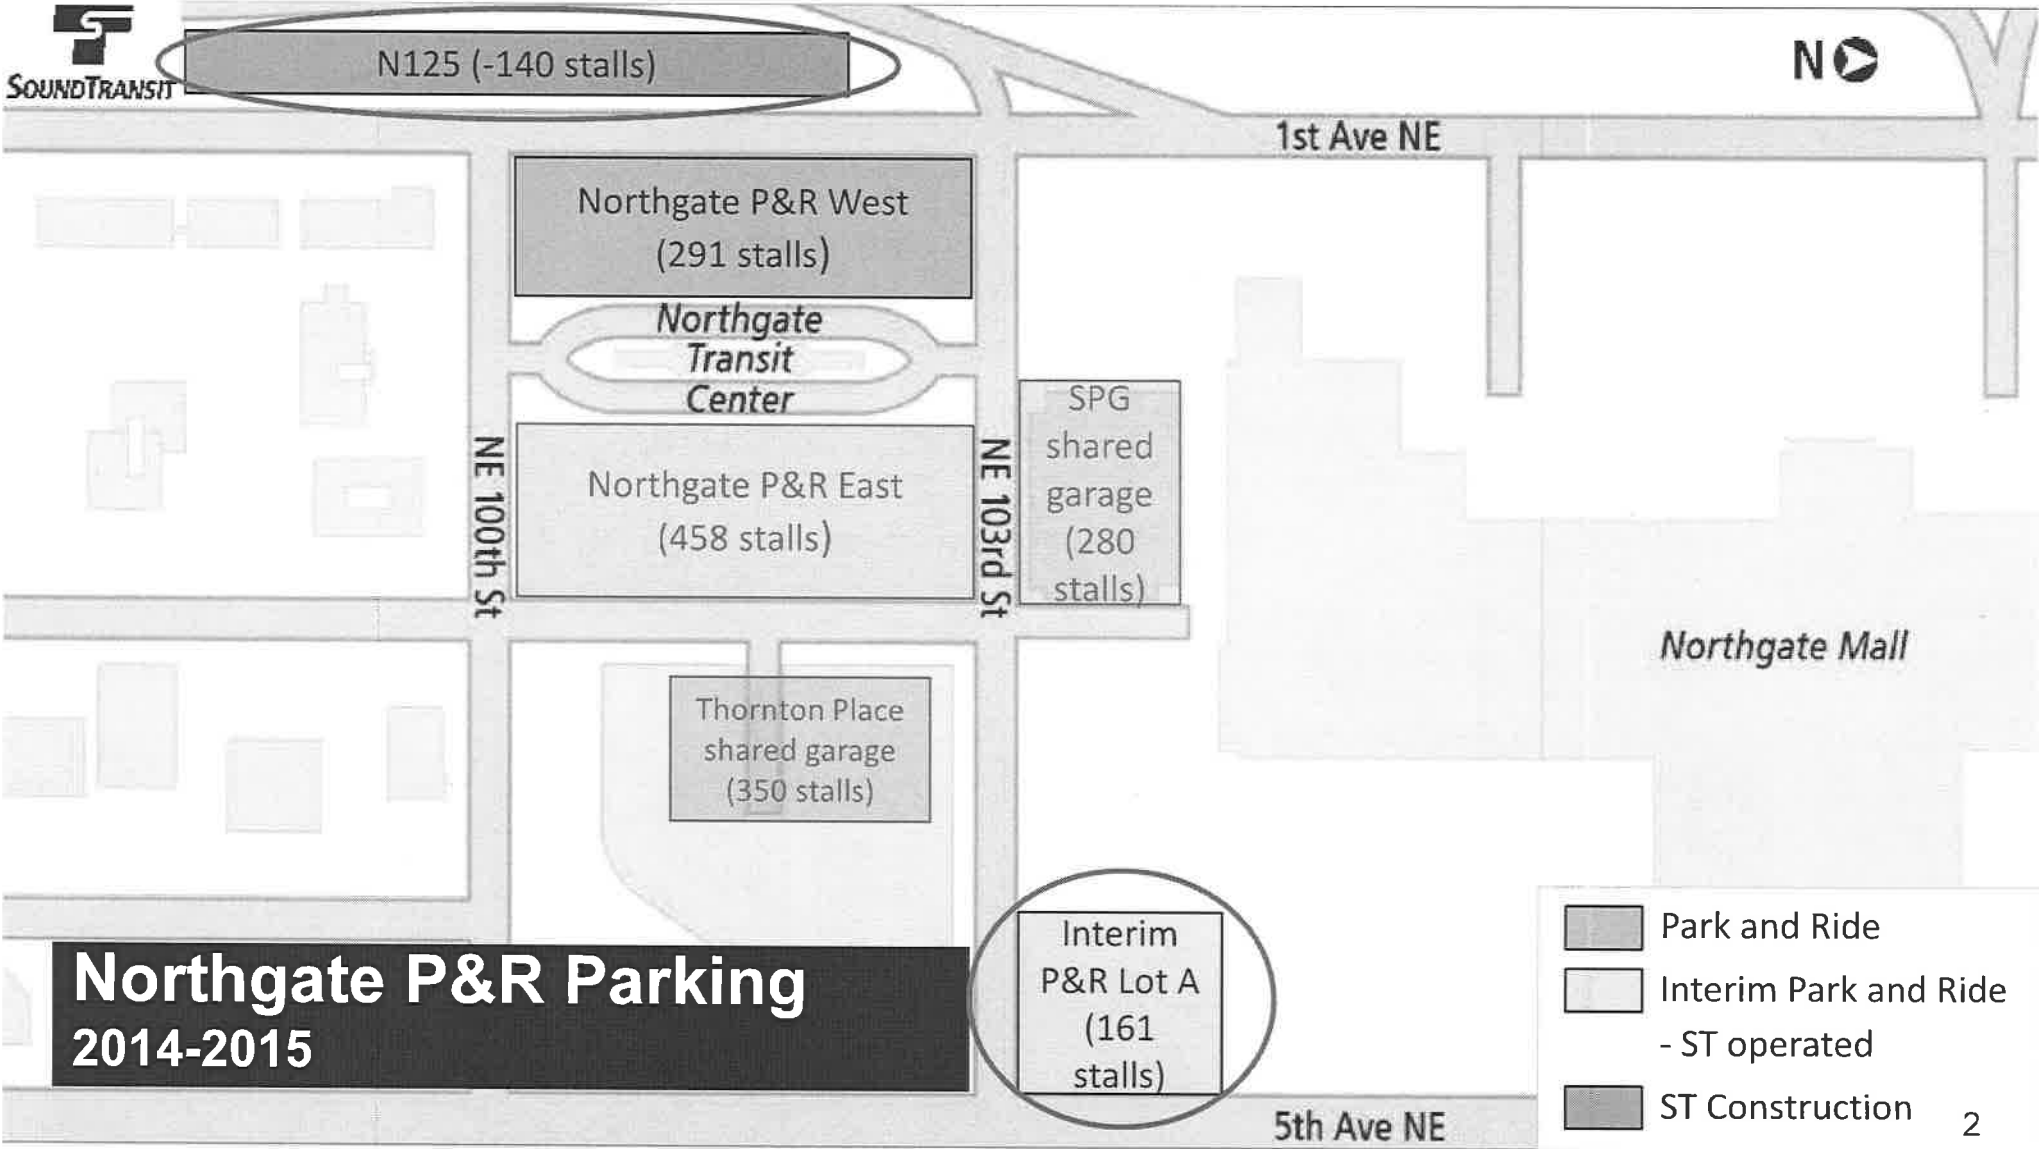 SOUNDTRANSIT
N125 (-140 stalls)
N
1st Ave NE
Northgate P&R West
(291 stalls)
Northgate
Transit
Center
NE 100th St
Northgate P&R East
(458 stalls)
NE 103rd St
SPG
shared
garage
(280
stalls)
Northgate Mall
Thornton Place
shared garage
(350 stalls)
Interim
P&R Lot A
(161
stalls)
Northgate P&R Parking
2014-2015
5th Ave NE
Park and Ride
Interim Park and Ride
- ST operated
ST Construction
2